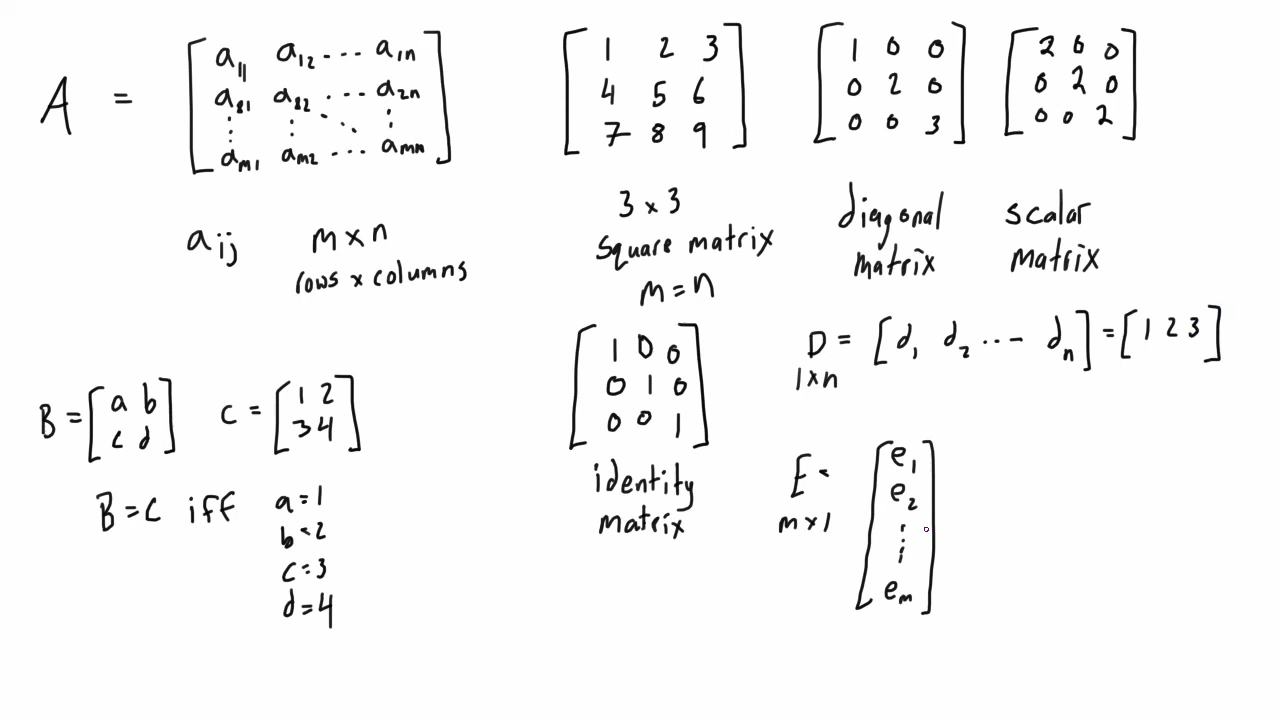 A = [a11 a12 ... a1n
a21 a22 ... a2n
⋮ ⋮ ⋱ ⋮
am1 am2 ... amn]
aij m x n
rows x columns
[1 2 3
4 5 6
7 8 9]
3 x 3
square matrix
m = n
[1 0 0
0 2 0
0 0 3]
diagonal
matrix
[2 0 0
0 2 0
0 0 2]
scalar
matrix
B = [a b
c d]
C = [1 2
3 4]
B = C iff a = 1
b = 2
c = 3
d = 4
[1 0 0
0 1 0
0 0 1]
identity
matrix
D = [d1 d2 ... dn] = [1 2 3]
1 x n
E = [e1
e2
⋮
em]
m x 1